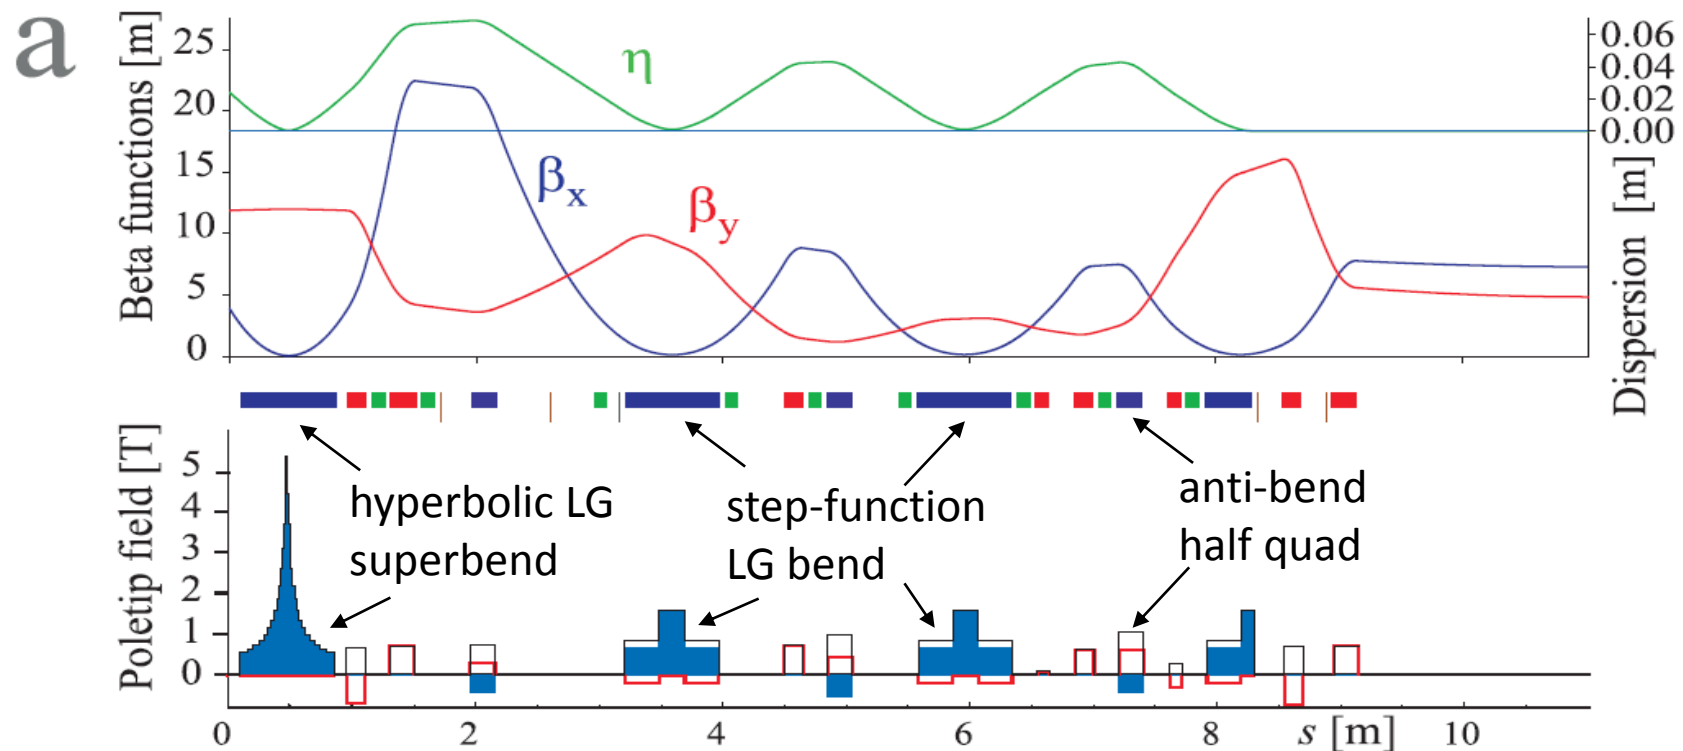 a
Beta functions [m]
25
20
15
10
5
0
η
βx
βy
0.06
0.04
0.02
0.00
Dispersion [m]
Poletip field [T]
5
4
3
2
1
0
hyperbolic LG
superbend
step-function
LG bend
anti-bend
half quad
0
2
4
6
8
s [m]
10